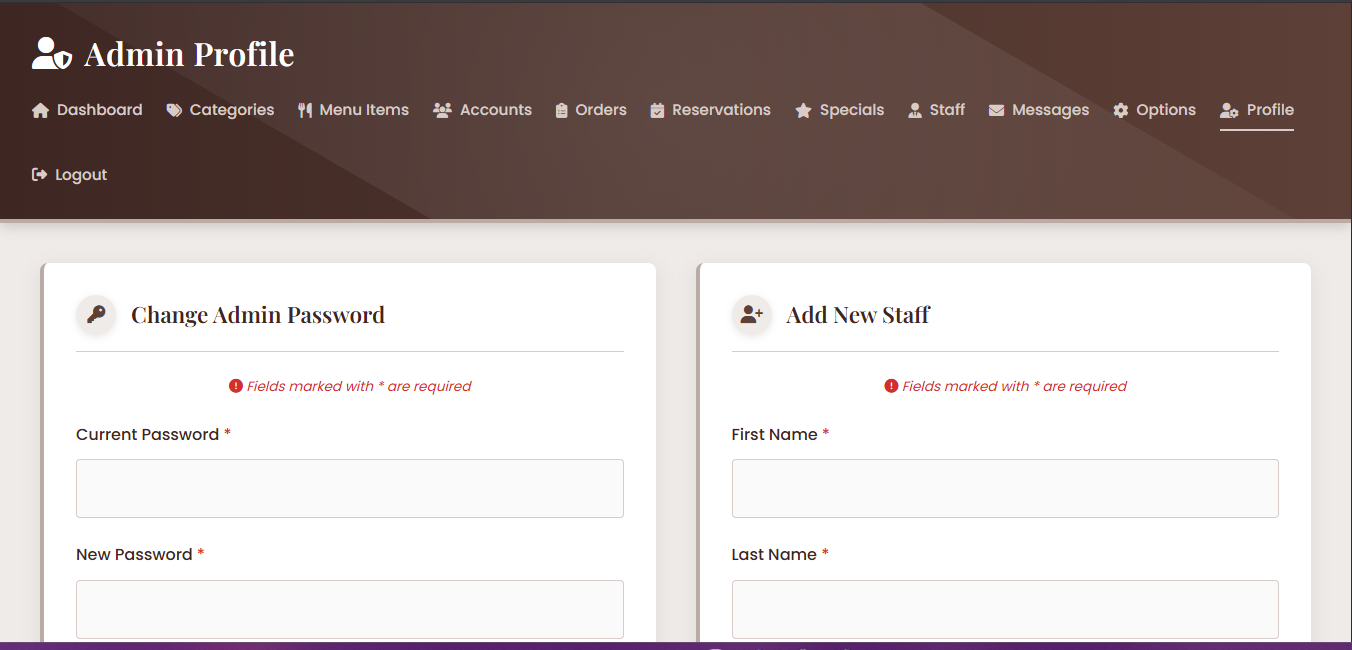 Admin Profile
Dashboard Categories Menu Items Accounts Orders Reservations Specials Staff Messages Options Profile
Logout
Change Admin Password
Fields marked with * are required
Current Password *
New Password *
Add New Staff
Fields marked with * are required
First Name *
Last Name *